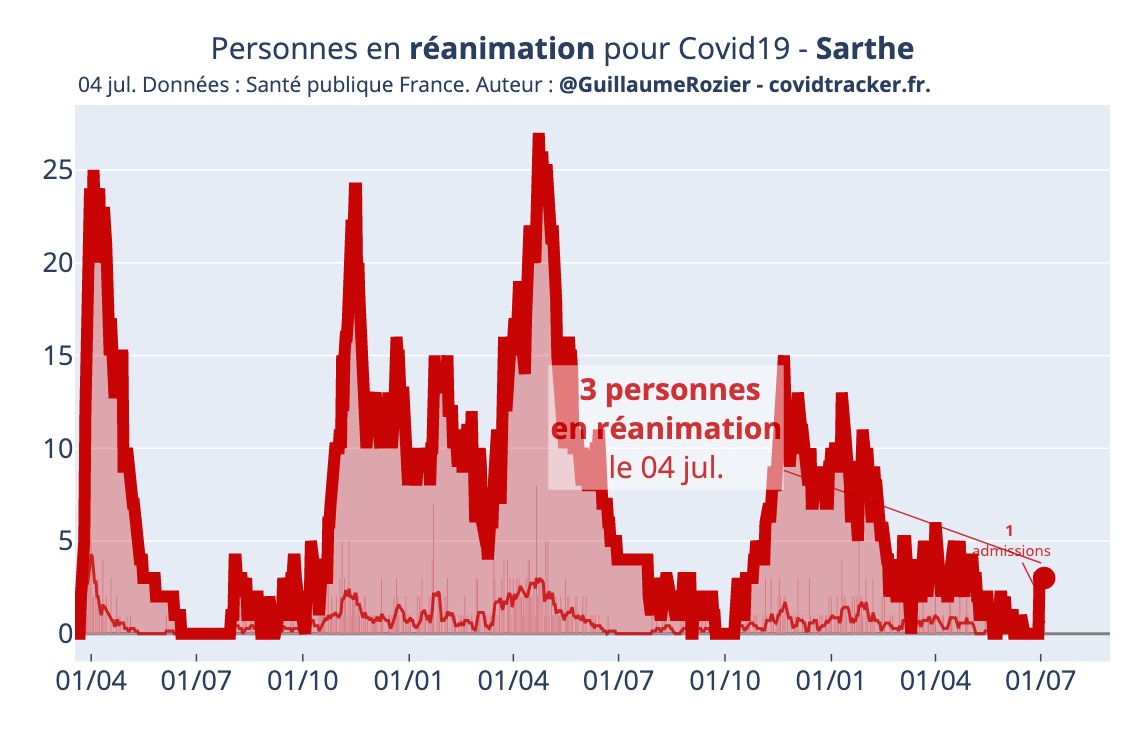 Personnes en réanimation pour Covid19 - Sarthe
04 jul. Données : Santé publique France. Auteur : @GuillaumeRozier - covidtracker.fr.
25
20
15
10
5
0
3 personnes
en réanimation
le 04 jul.
1
admissions
01/04 01/07 01/10 01/01 01/04 01/07 01/10 01/01 01/04 01/07